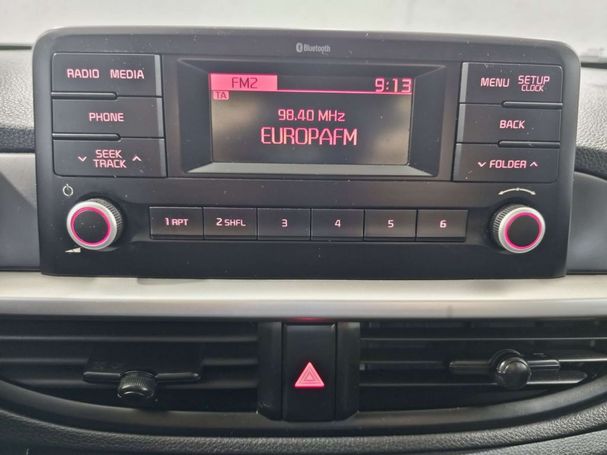 Bluetooth
RADIO MEDIA
FM2 9:13
MENU SETUP
CLOCK
TA
98.40 MHz
PHONE
EUROPAFM
BACK
SEEK
TRACK
FOLDER
1 RPT 2 SHFL 3 4 5 6